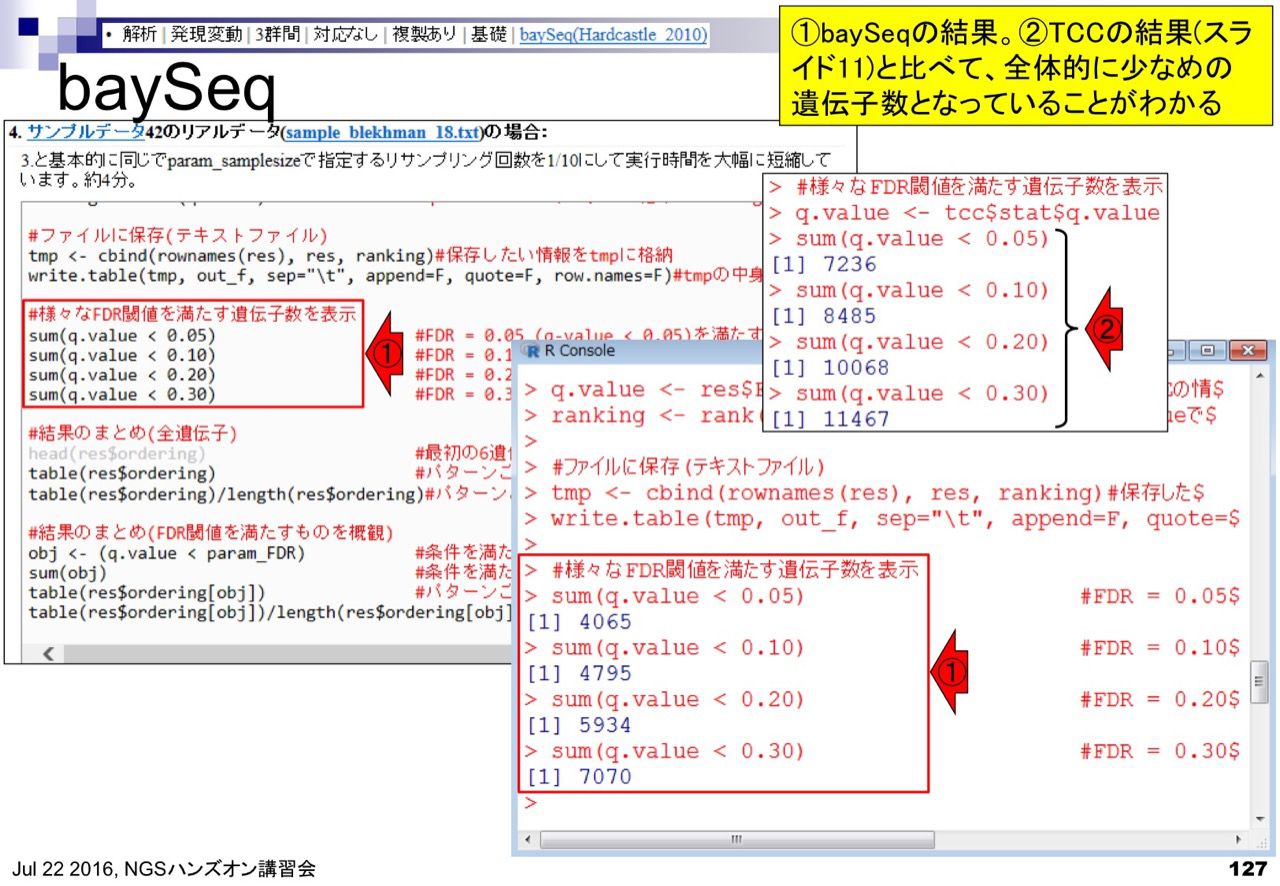 ・解析 | 発現変動 | 3群間 | 対応なし | 複製あり | 基礎 | baySeq(Hardcastle_2010)
①baySeqの結果。②TCCの結果(スラ
イド11)と比べて、全体的に少なめの
遺伝子数となっていることがわかる
baySeq
4. サンプルデータ42のリアルデータ(sample_blekhman_18.txt)の場合:
3.と基本的に同じでparam_samplesizeで指定するリサンプリング回数を1/10にして実行時間を大幅に短縮して
います。約4分。
#ファイルに保存(テキストファイル)
tmp <- cbind(rownames(res), res, ranking)#保存したい情報をtmpに格納
write.table(tmp, out_f, sep="\t", append=F, quote=F, row.names=F)#tmpの中身
#様々なFDR閾値を満たす遺伝子数を表示
sum(q.value < 0.05) #FDR = 0.05 (q-value < 0.05)を満たす
sum(q.value < 0.10) #FDR = 0.1
sum(q.value < 0.20) #FDR = 0.2
sum(q.value < 0.30) #FDR = 0.3
①
#結果のまとめ(全遺伝子)
head(res$ordering) #最初の6遺
table(res$ordering) #パターンご
table(res$ordering)/length(res$ordering)#パターン
#結果のまとめ(FDR閾値を満たすものを概観)
obj <- (q.value < param_FDR) #条件を満た
sum(obj) #条件を満た
table(res$ordering[obj]) #パターンご
table(res$ordering[obj])/length(res$ordering[obj]
> #様々なFDR閾値を満たす遺伝子数を表示
> q.value <- tcc$stat$q.value
> sum(q.value < 0.05)
[1] 7236
> sum(q.value < 0.10)
[1] 8485
> sum(q.value < 0.20)
[1] 10068
> sum(q.value < 0.30)
[1] 11467
②
R Console
> q.value <- res$ の情$
> ranking <- rank( eで$
>
> #ファイルに保存(テキストファイル)
> tmp <- cbind(rownames(res), res, ranking)#保存した$
> write.table(tmp, out_f, sep="\t", append=F, quote=$
>
> #様々なFDR閾値を満たす遺伝子数を表示
> sum(q.value < 0.05) #FDR = 0.05$
[1] 4065
> sum(q.value < 0.10) #FDR = 0.10$
[1] 4795
> sum(q.value < 0.20) #FDR = 0.20$
[1] 5934
> sum(q.value < 0.30) #FDR = 0.30$
[1] 7070
>
①
Jul 22 2016, NGSハンズオン講習会
127